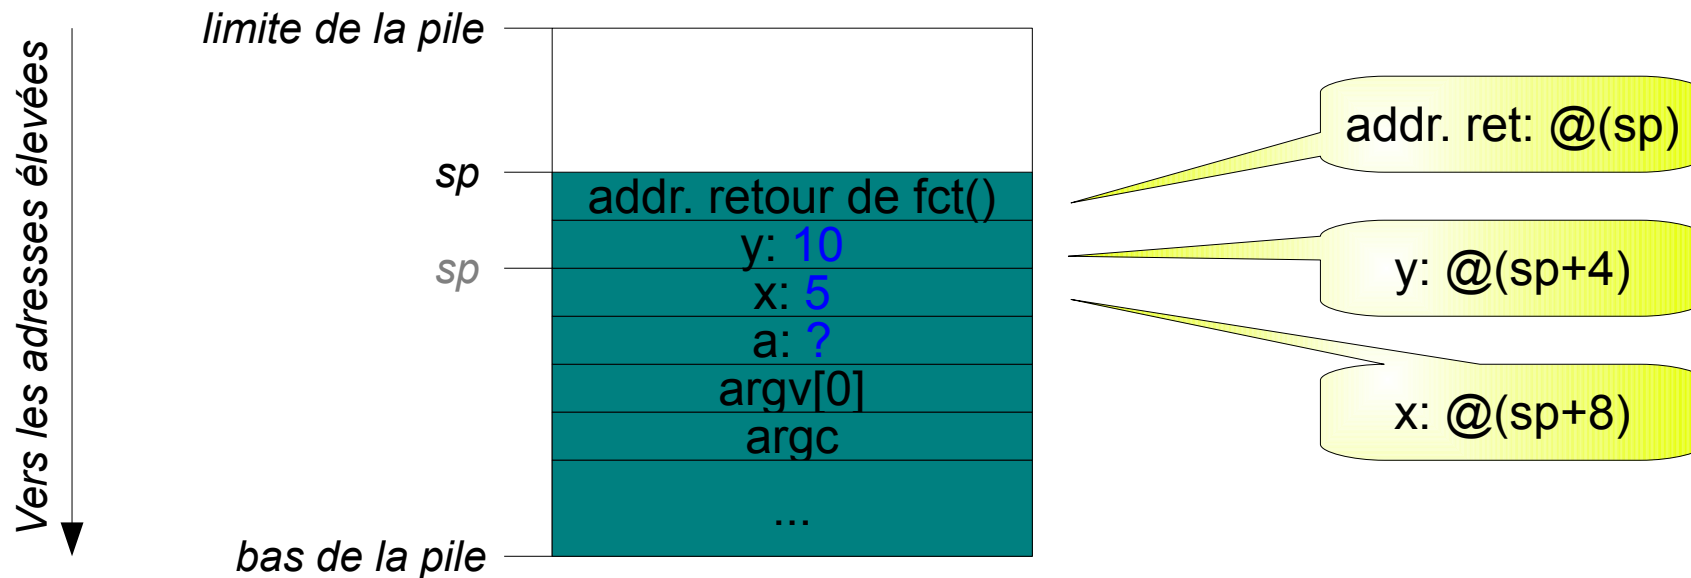 Vers les adresses élevées
limite de la pile
sp
sp
bas de la pile
addr. retour de fct()
y: 10
x: 5
a: ?
argv[0]
argc
...
addr. ret: @(sp)
y: @(sp+4)
x: @(sp+8)